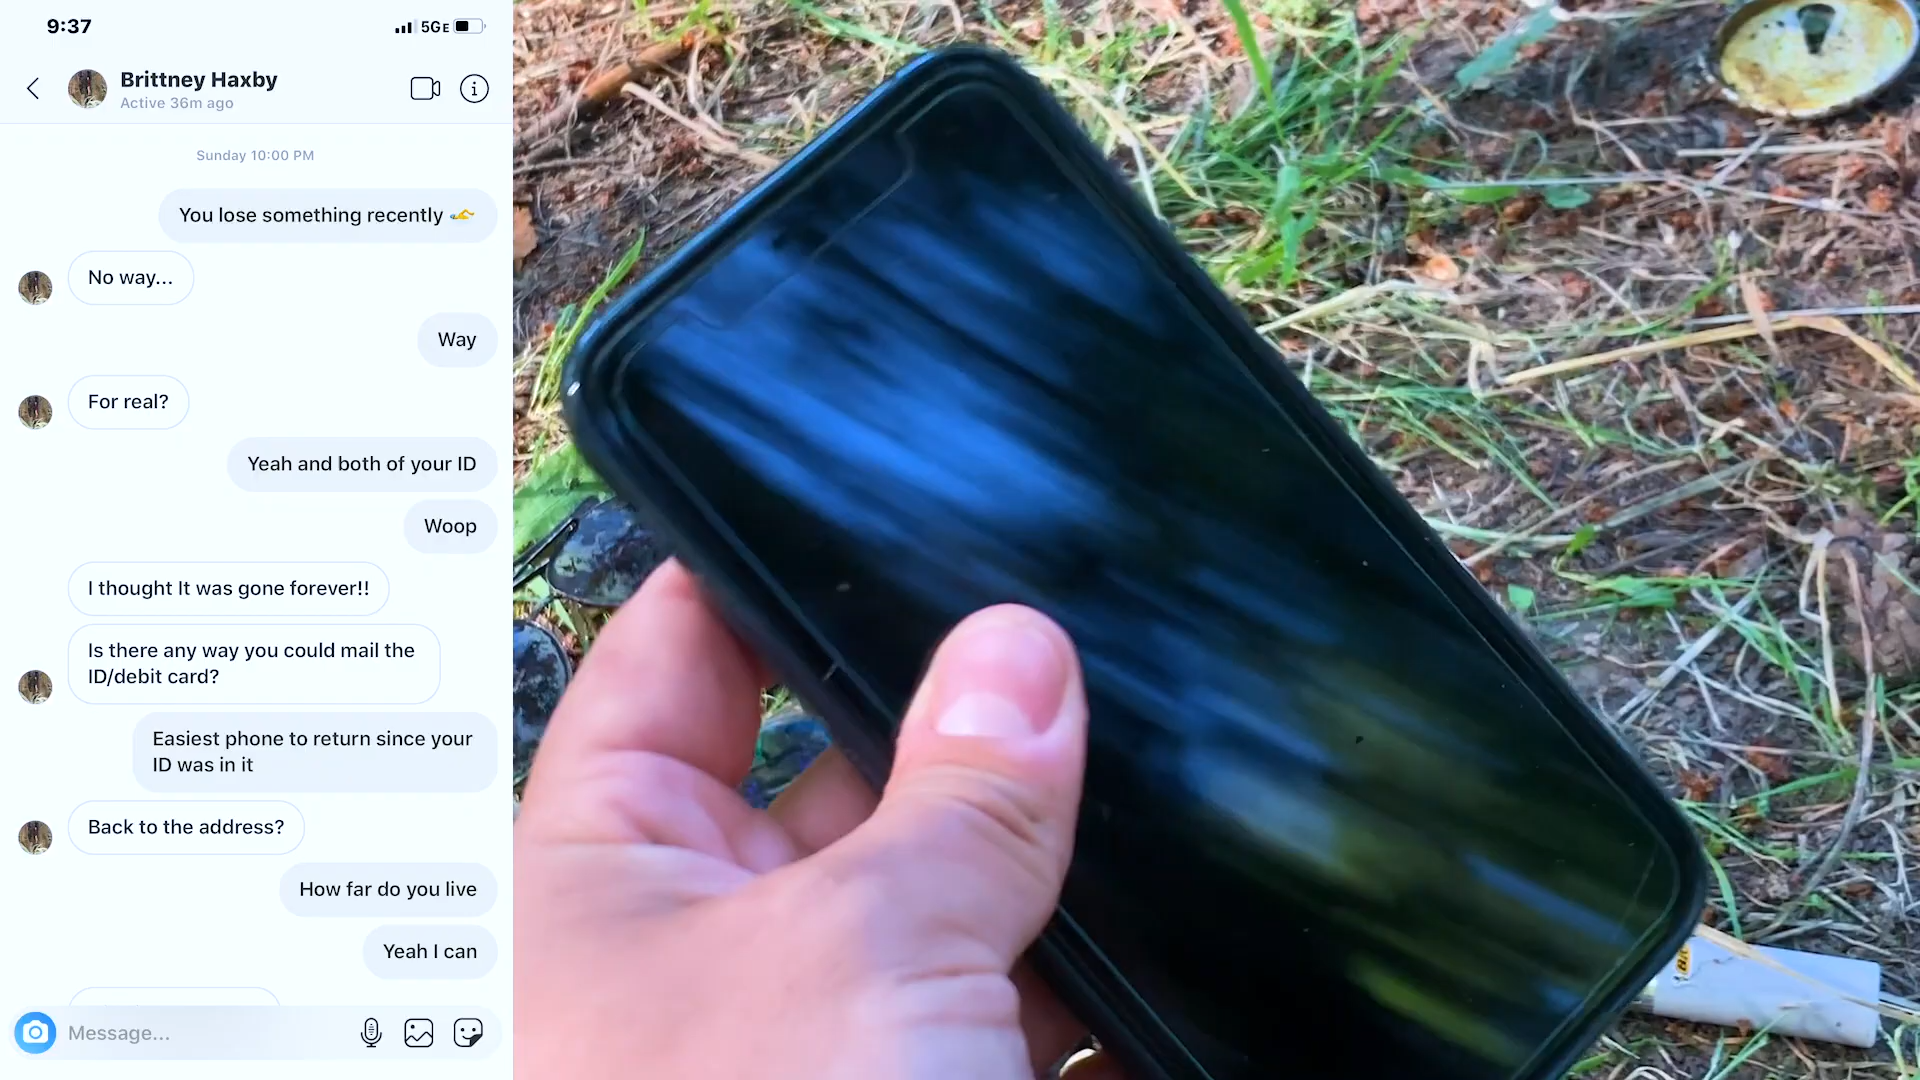 9:37
5GE
Brittney Haxby
Active 36m ago
Sunday 10:00 PM
You lose something recently
No way...
Way
For real?
Yeah and both of your ID
Woop
I thought It was gone forever!!
Is there any way you could mail the
ID/debit card?
Easiest phone to return since your
ID was in it
Back to the address?
How far do you live
Yeah I can
Message...